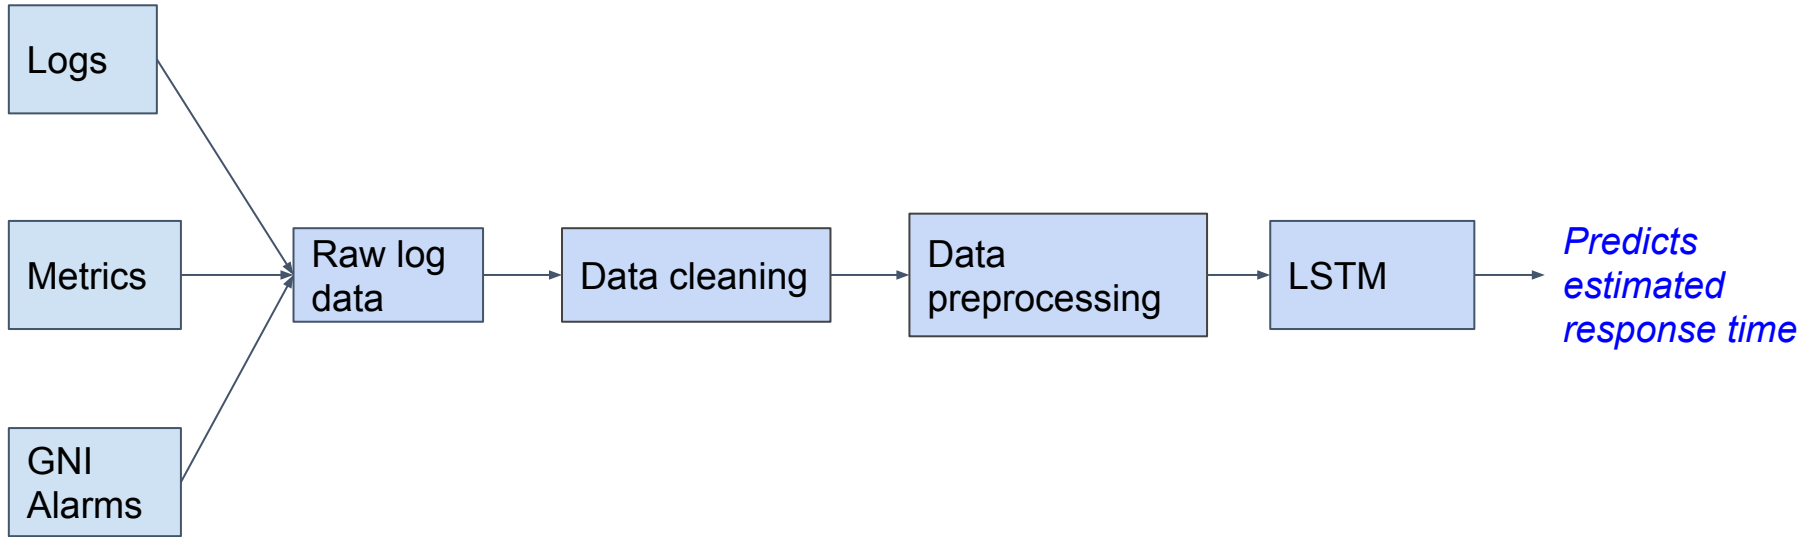 Logs
Metrics
GNI
Alarms
Raw log
data
Data cleaning
Data
preprocessing
LSTM
Predicts
estimated
response time